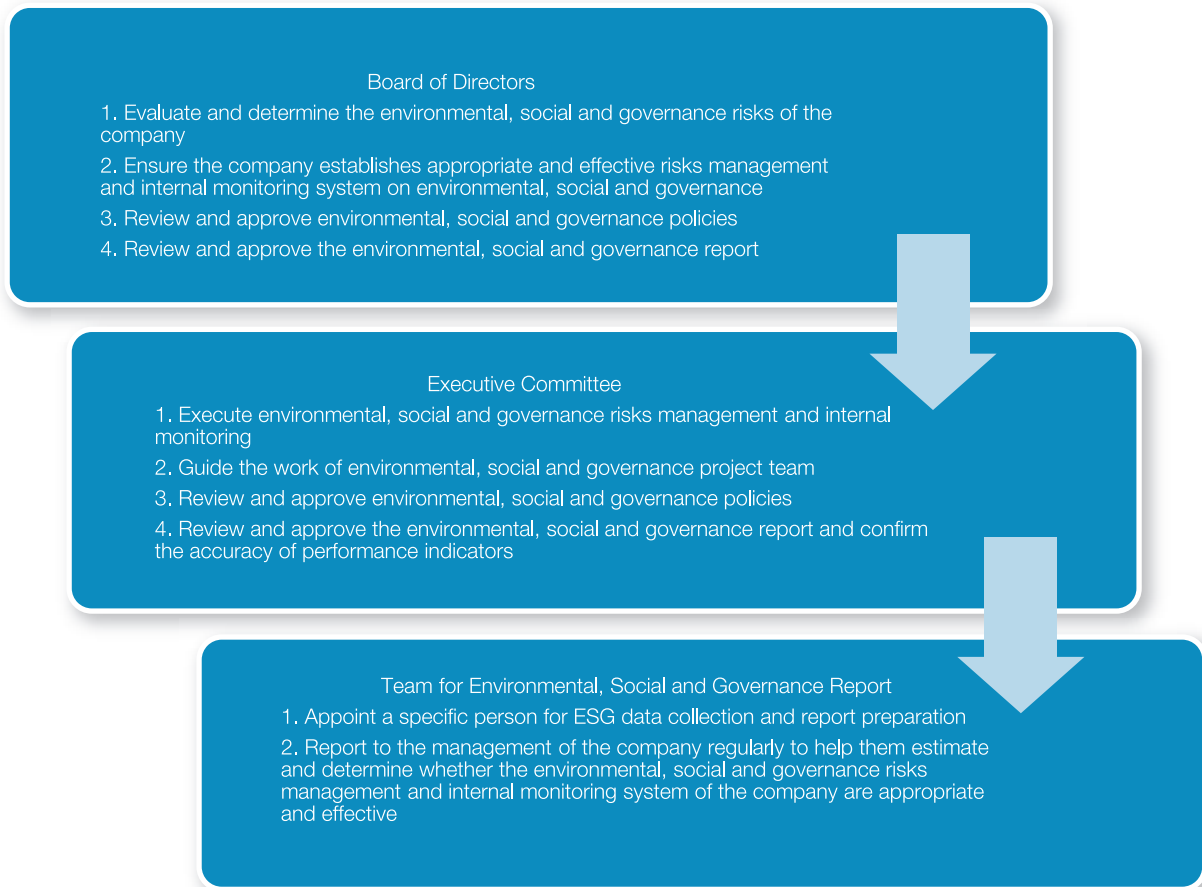 Board of Directors
1. Evaluate and determine the environmental, social and governance risks of the
company
2. Ensure the company establishes appropriate and effective risks management
and internal monitoring system on environmental, social and governance
3. Review and approve environmental, social and governance policies
4. Review and approve the environmental, social and governance report
Executive Committee
1. Execute environmental, social and governance risks management and internal
monitoring
2. Guide the work of environmental, social and governance project team
3. Review and approve environmental, social and governance policies
4. Review and approve the environmental, social and governance report and confirm
the accuracy of performance indicators
Team for Environmental, Social and Governance Report
1. Appoint a specific person for ESG data collection and report preparation
2. Report to the management of the company regularly to help them estimate
and determine whether the environmental, social and governance risks
management and internal monitoring system of the company are appropriate
and effective